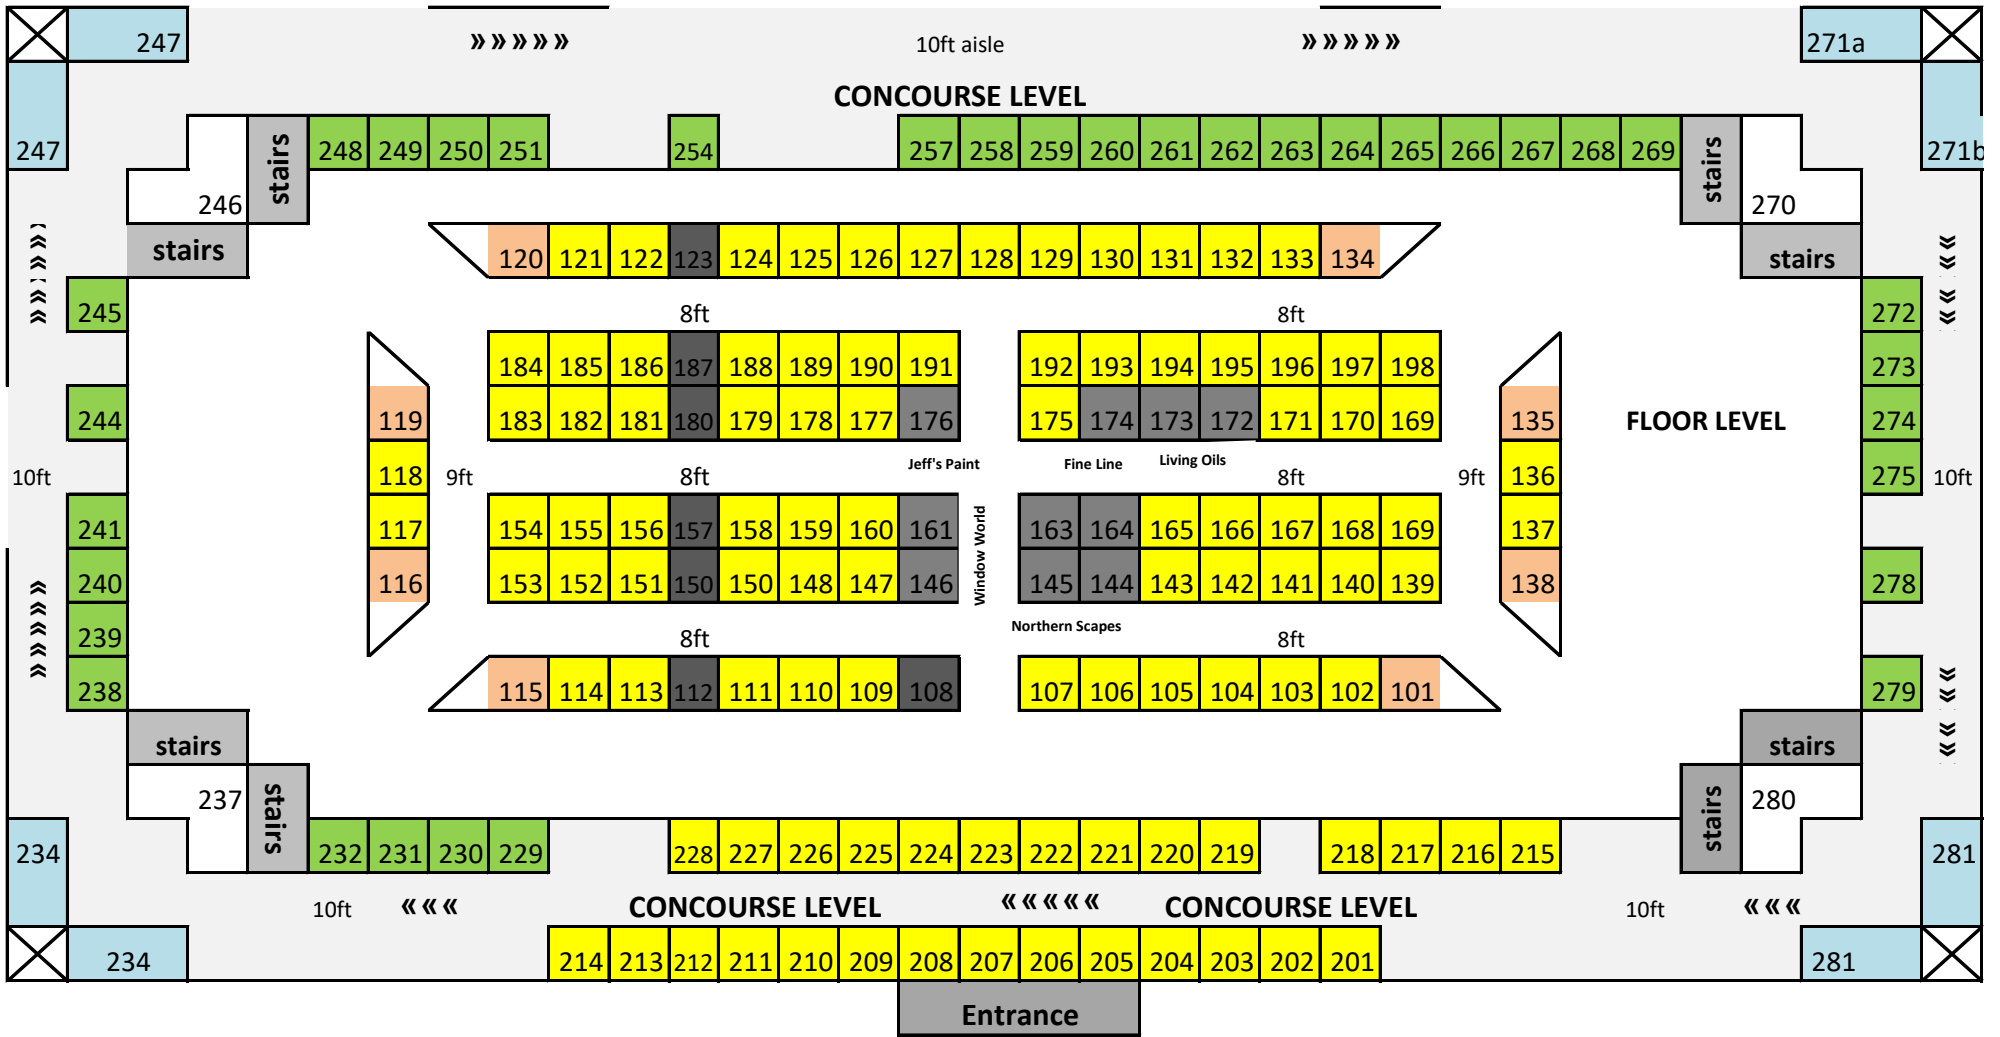 247 »»»»» 10ft aisle »»»»» 271a
CONCOURSE LEVEL
247 stairs 248 249 250 251 254 257 258 259 260 261 262 263 264 265 266 267 268 269 stairs 271b
246 270
stairs 120 121 122 123 124 125 126 127 128 129 130 131 132 133 134 stairs
245 8ft 8ft 272
184 185 186 187 188 189 190 191 192 193 194 195 196 197 198 273
244 119 183 182 181 180 179 178 177 176 175 174 173 172 171 170 169 135 FLOOR LEVEL 274
Jeff's Paint Fine Line Living Oils
10ft 118 9ft 8ft 8ft 9ft 136 275 10ft
241 117 154 155 156 157 158 159 160 161 Window World 163 164 165 166 167 168 169 137
240 116 153 152 151 150 150 148 147 146 145 144 143 142 141 140 139 138 278
239 8ft Northern Scapes 8ft
238 115 114 113 112 111 110 109 108 107 106 105 104 103 102 101 279
stairs stairs
237 stairs stairs 280
234 232 231 230 229 228 227 226 225 224 223 222 221 220 219 218 217 216 215 281
10ft ««« CONCOURSE LEVEL ««««« CONCOURSE LEVEL 10ft «««
234 214 213 212 211 210 209 208 207 206 205 204 203 202 201 281
Entrance